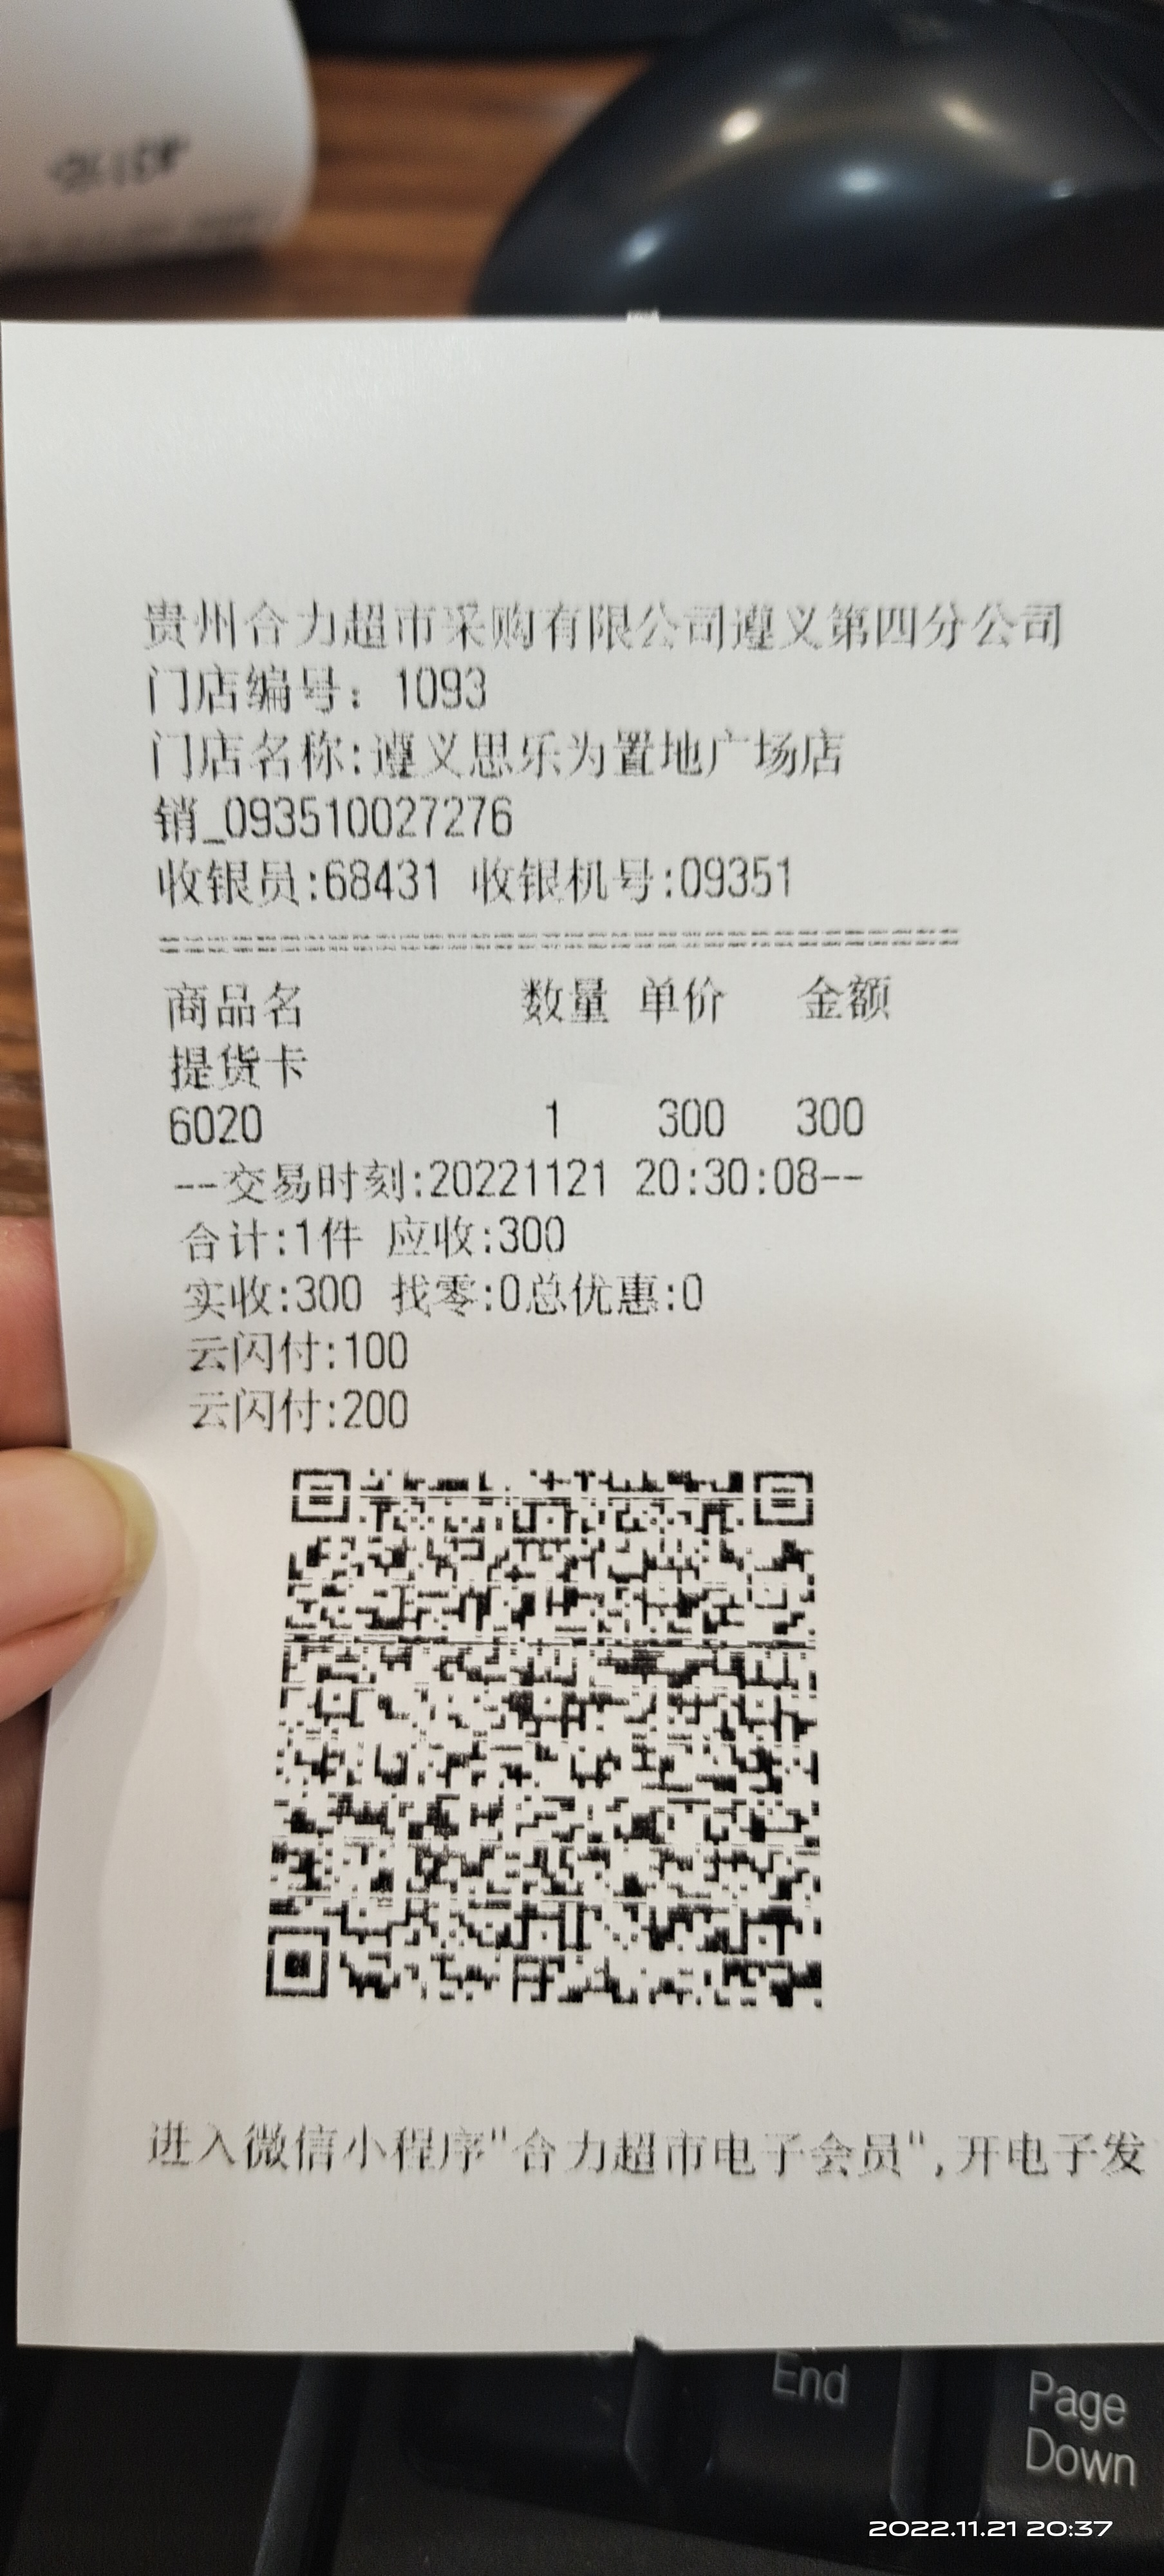 贵州合力超市采购有限公司遵义第四分公司
门店编号：1093
门店名称:遵义思乐为置地广场店
销_093510027276
收银员:68431 收银机号:09351
商品名 数量 单价 金额
提货卡
6020 1 300 300
--交易时刻:20221121 20:30:08--
合计:1件 应收:300
实收:300 找零:0总优惠:0
云闪付:100
云闪付:200
进入微信小程序"合力超市电子会员",开电子发
End
Page
Down
2022.11.21 20:37